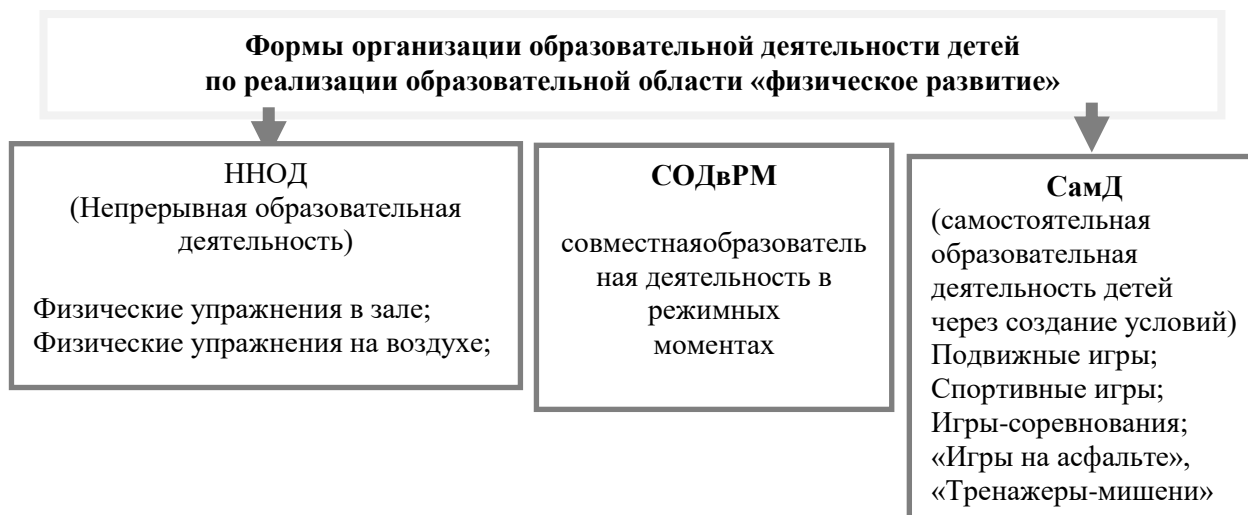 Формы организации образовательной деятельности детей
по реализации образовательной области «физическое развитие»
ННОД
(Непрерывная образовательная
деятельность)
Физические упражнения в зале;
Физические упражнения на воздухе;
СОДвРМ
совместнаяобразователь
ная деятельность в
режимных
моментах
СамД
(самостоятельная
образовательная
деятельность детей
через создание условий)
Подвижные игры;
Спортивные игры;
Игры-соревнования;
«Игры на асфальте»,
«Тренажеры-мишени»